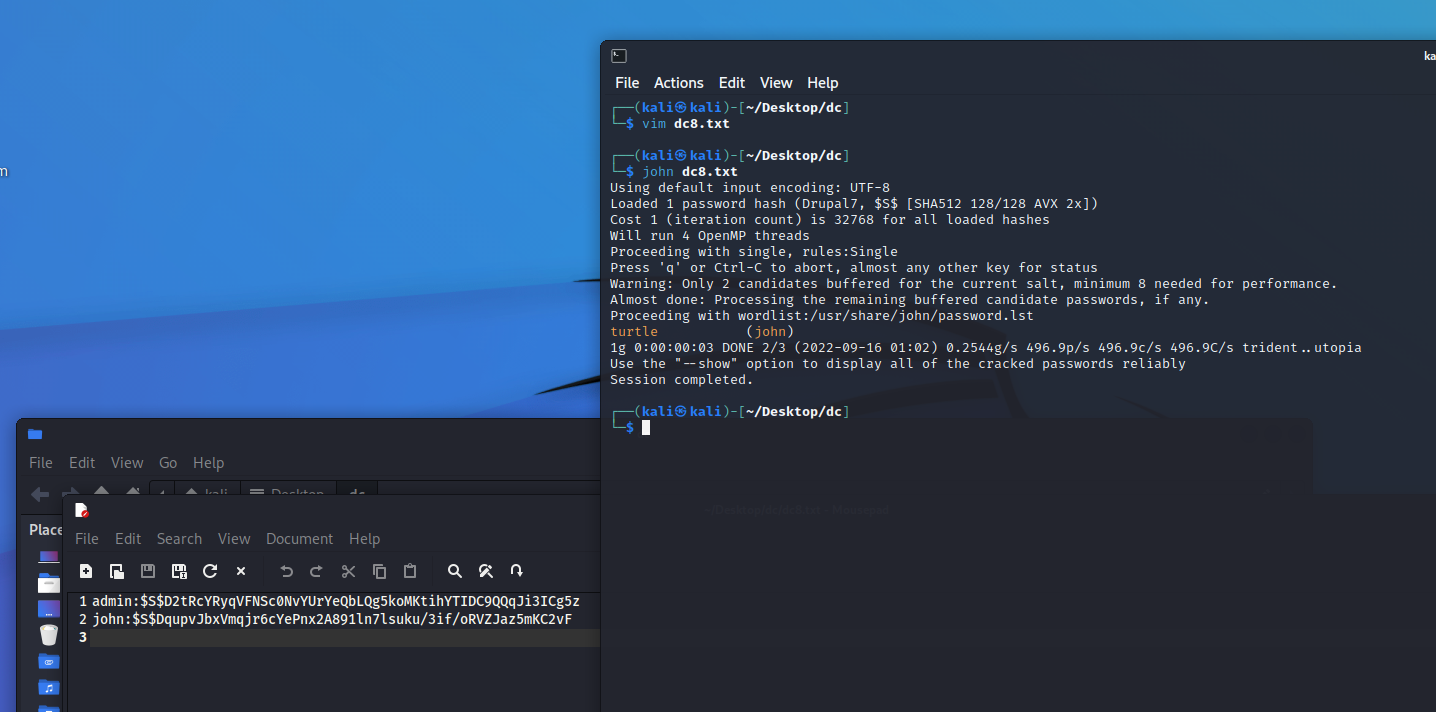 m
ka
File Actions Edit View Help
┌──(kali㉿kali)-[~/Desktop/dc]
└─$ vim dc8.txt
┌──(kali㉿kali)-[~/Desktop/dc]
└─$ john dc8.txt
Using default input encoding: UTF-8
Loaded 1 password hash (Drupal7, $S$ [SHA512 128/128 AVX 2x])
Cost 1 (iteration count) is 32768 for all loaded hashes
Will run 4 OpenMP threads
Proceeding with single, rules:Single
Press 'q' or Ctrl-C to abort, almost any other key for status
Warning: Only 2 candidates buffered for the current salt, minimum 8 needed for performance.
Almost done: Processing the remaining buffered candidate passwords, if any.
Proceeding with wordlist:/usr/share/john/password.lst
turtle           (john)
1g 0:00:00:03 DONE 2/3 (2022-09-16 01:02) 0.2544g/s 496.9p/s 496.9c/s 496.9C/s trident..utopia
Use the "--show" option to display all of the cracked passwords reliably
Session completed.
┌──(kali㉿kali)-[~/Desktop/dc]
└─$
File Edit View Go Help
kali Desktop dc
Place
File Edit Search View Document Help
1 admin:$S$D2tRcYRyqVFNSc0NvYUrYeQbLQg5koMKtihYTIDC9QQqJi3ICg5z
2 john:$S$DqupvJbxVmqjr6cYePnx2A891ln7lsuku/3if/oRVZJaz5mKC2vF
3